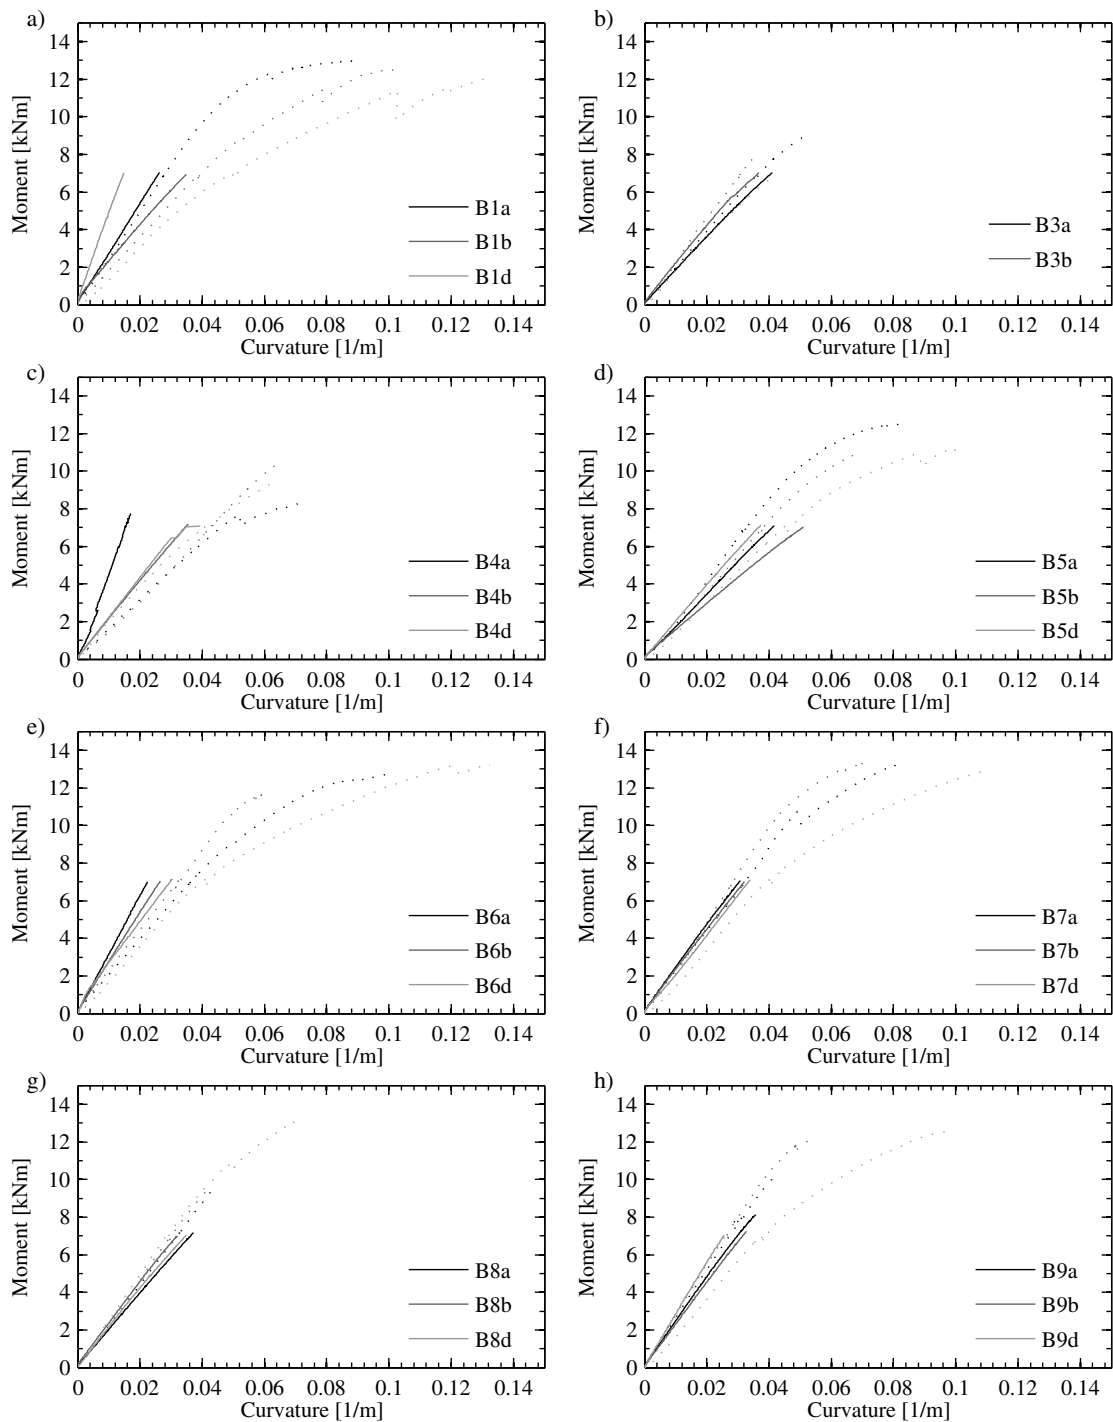 a)
14
12
10
8
6
4
2
0
Moment [kNm]
B1a
B1b
B1d
0 0.02 0.04 0.06 0.08 0.1 0.12 0.14
Curvature [1/m]
b)
14
12
10
8
6
4
2
0
Moment [kNm]
B3a
B3b
0 0.02 0.04 0.06 0.08 0.1 0.12 0.14
Curvature [1/m]
c)
14
12
10
8
6
4
2
0
Moment [kNm]
B4a
B4b
B4d
0 0.02 0.04 0.06 0.08 0.1 0.12 0.14
Curvature [1/m]
d)
14
12
10
8
6
4
2
0
Moment [kNm]
B5a
B5b
B5d
0 0.02 0.04 0.06 0.08 0.1 0.12 0.14
Curvature [1/m]
e)
14
12
10
8
6
4
2
0
Moment [kNm]
B6a
B6b
B6d
0 0.02 0.04 0.06 0.08 0.1 0.12 0.14
Curvature [1/m]
f)
14
12
10
8
6
4
2
0
Moment [kNm]
B7a
B7b
B7d
0 0.02 0.04 0.06 0.08 0.1 0.12 0.14
Curvature [1/m]
g)
14
12
10
8
6
4
2
0
Moment [kNm]
B8a
B8b
B8d
0 0.02 0.04 0.06 0.08 0.1 0.12 0.14
Curvature [1/m]
h)
14
12
10
8
6
4
2
0
Moment [kNm]
B9a
B9b
B9d
0 0.02 0.04 0.06 0.08 0.1 0.12 0.14
Curvature [1/m]